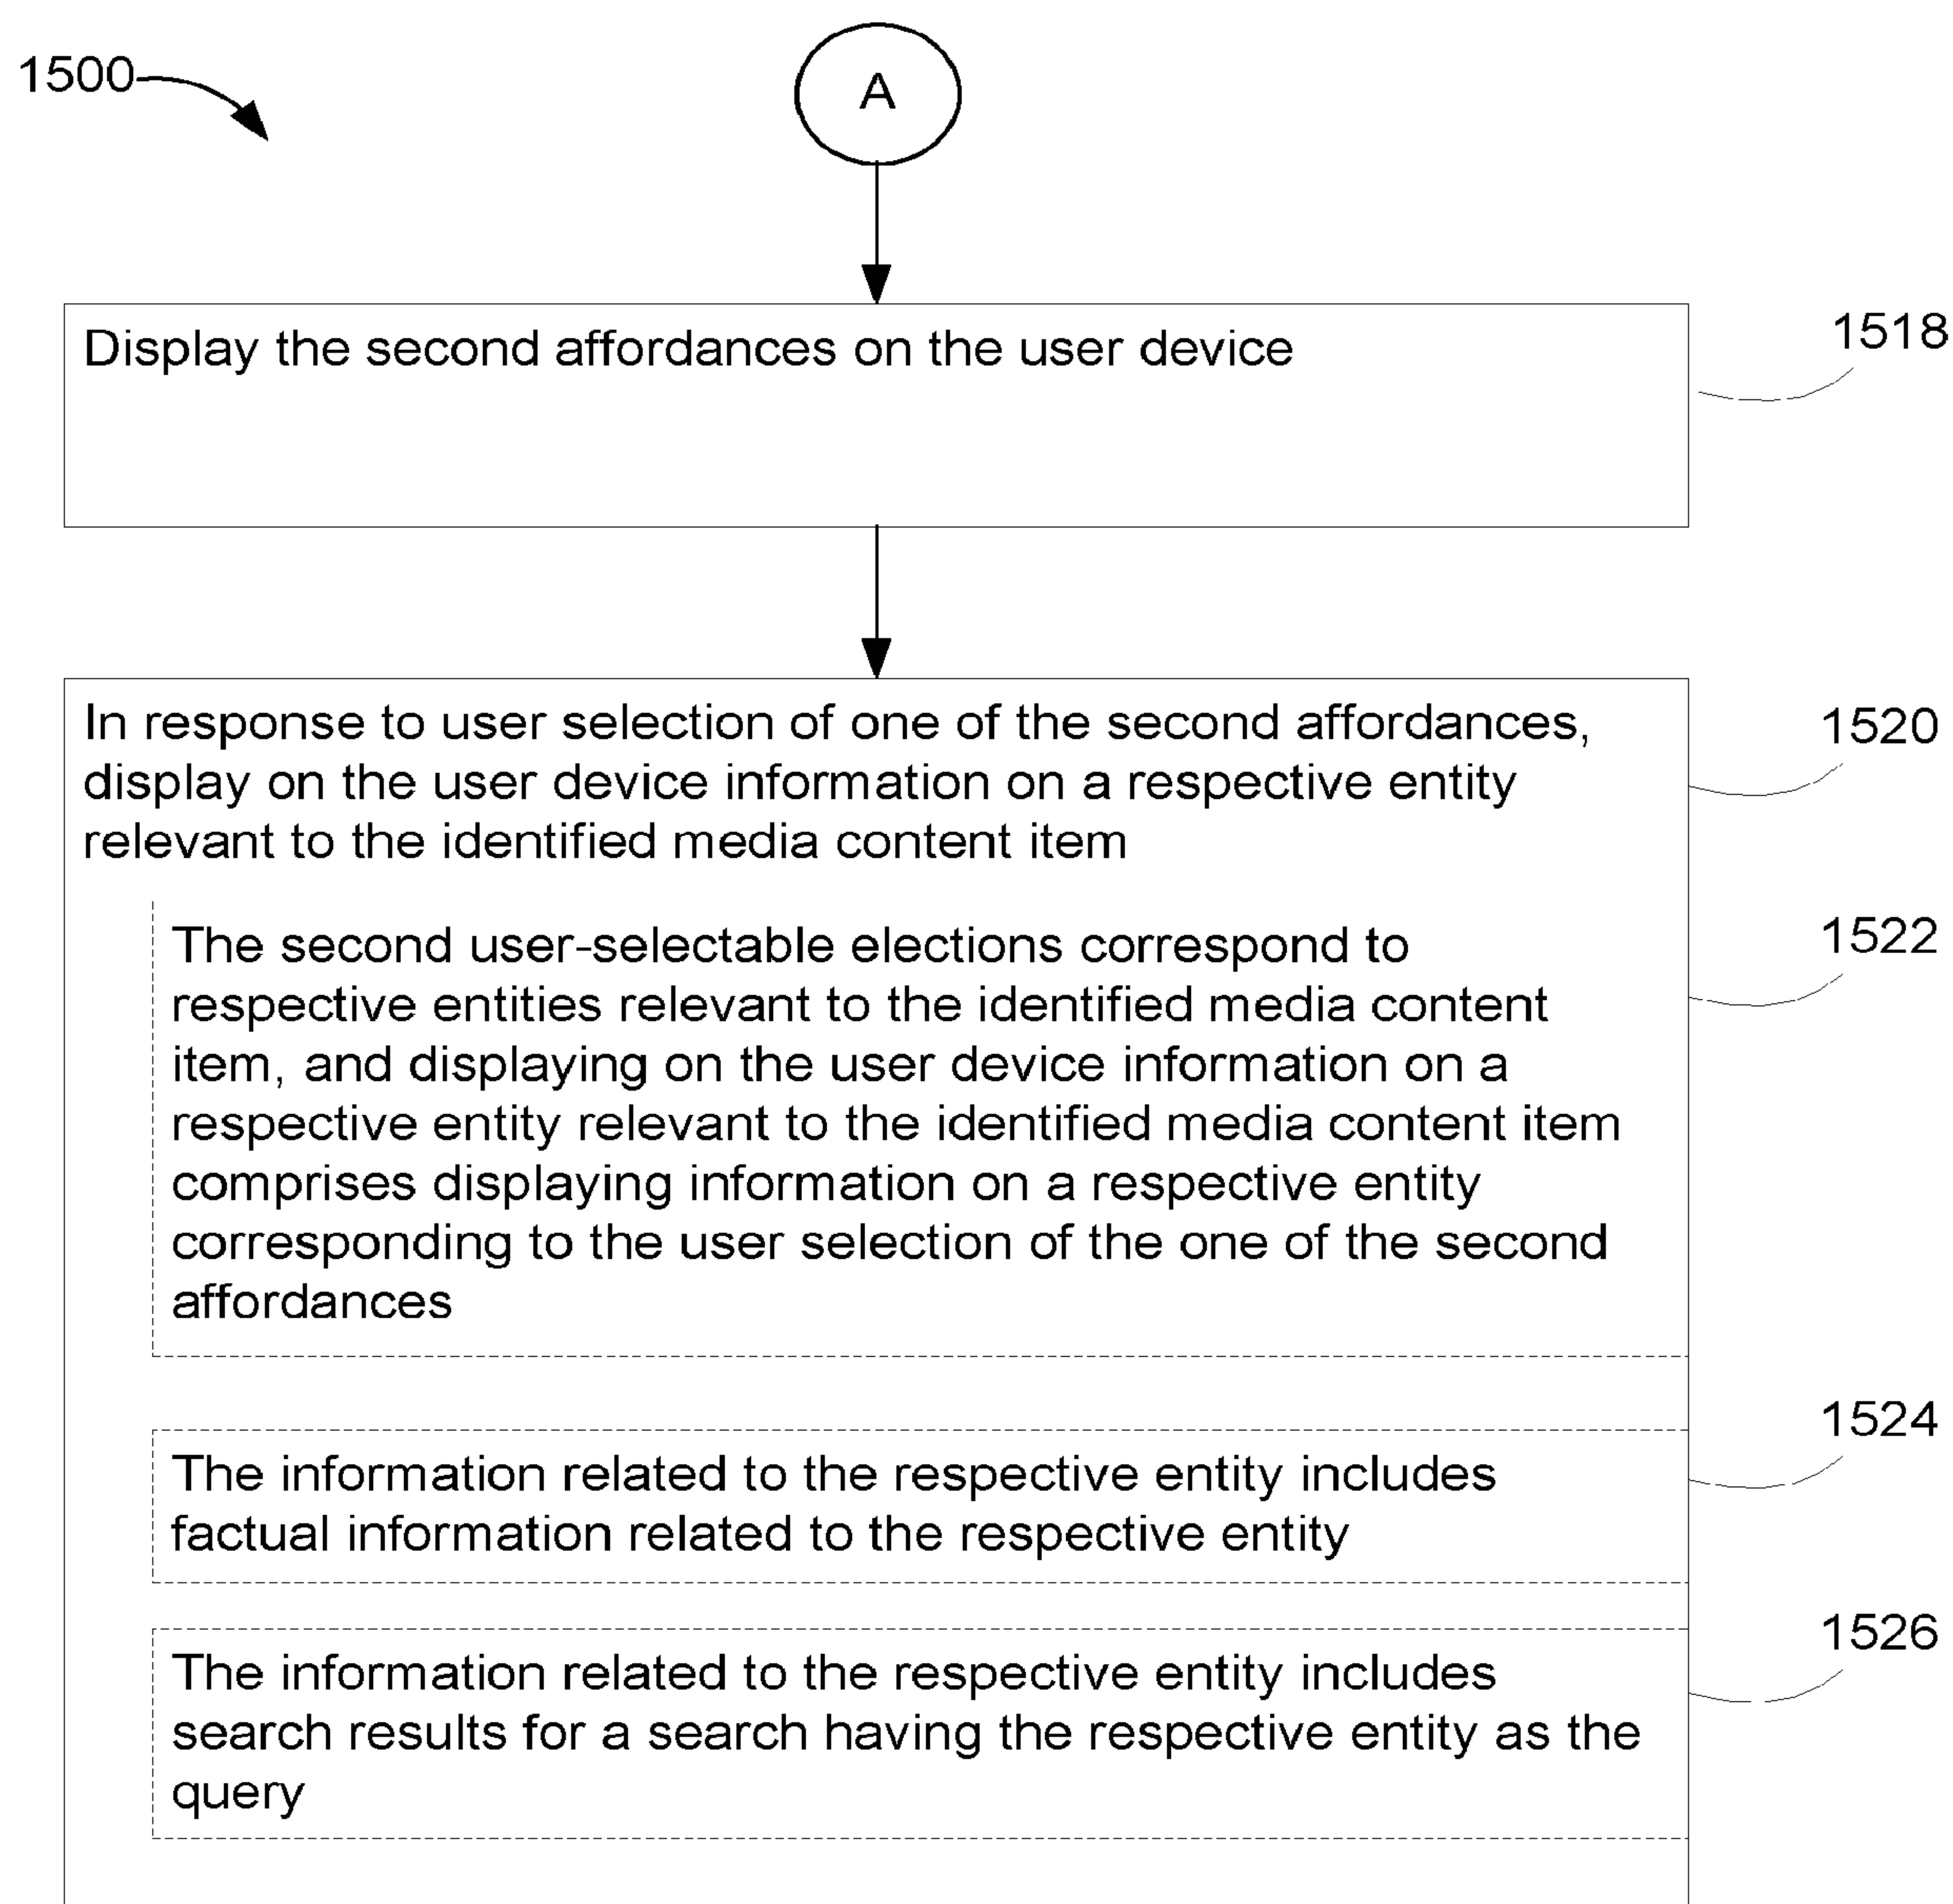 1500
A
Display the second affordances on the user device
1518
In response to user selection of one of the second affordances,
display on the user device information on a respective entity
relevant to the identified media content item
1520
The second user-selectable elections correspond to
respective entities relevant to the identified media content
item, and displaying on the user device information on a
respective entity relevant to the identified media content item
comprises displaying information on a respective entity
corresponding to the user selection of the one of the second
affordances
1522
The information related to the respective entity includes
factual information related to the respective entity
1524
The information related to the respective entity includes
search results for a search having the respective entity as the
query
1526